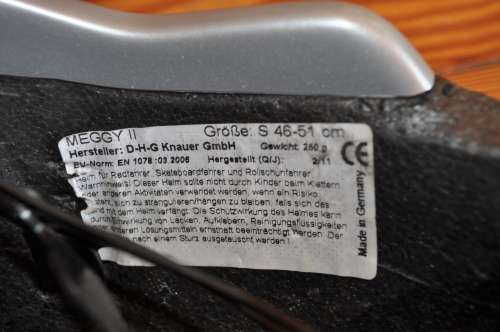 MEGGY II Größe: S 46-51 cm
Hersteller: D-H-G Knauer GmbH Gewicht: 250 g
EU-Norm: EN 1078:03 2006 Hergestellt (Q/J): 2/11
Helm für Radfahrer, Skateboardfahrer und Rollschuhfahrer
Warnhinweis! Dieser Helm sollte nicht durch Kinder beim Klettern
oder anderen Aktivitäten verwendet werden, wenn ein Risiko
sich zu strangulieren/hängen zu bleiben, falls sich das
mit dem Helm verfängt. Die Schutzwirkung des Helmes kann
durch Einwirkung von Lacken, Aufklebern, Reinigungsflüssigkeiten
oder anderen Lösungsmitteln ernsthaft beeinträchtigt werden. Der
nach einem Sturz ausgetauscht werden!
CE
Made in Germany